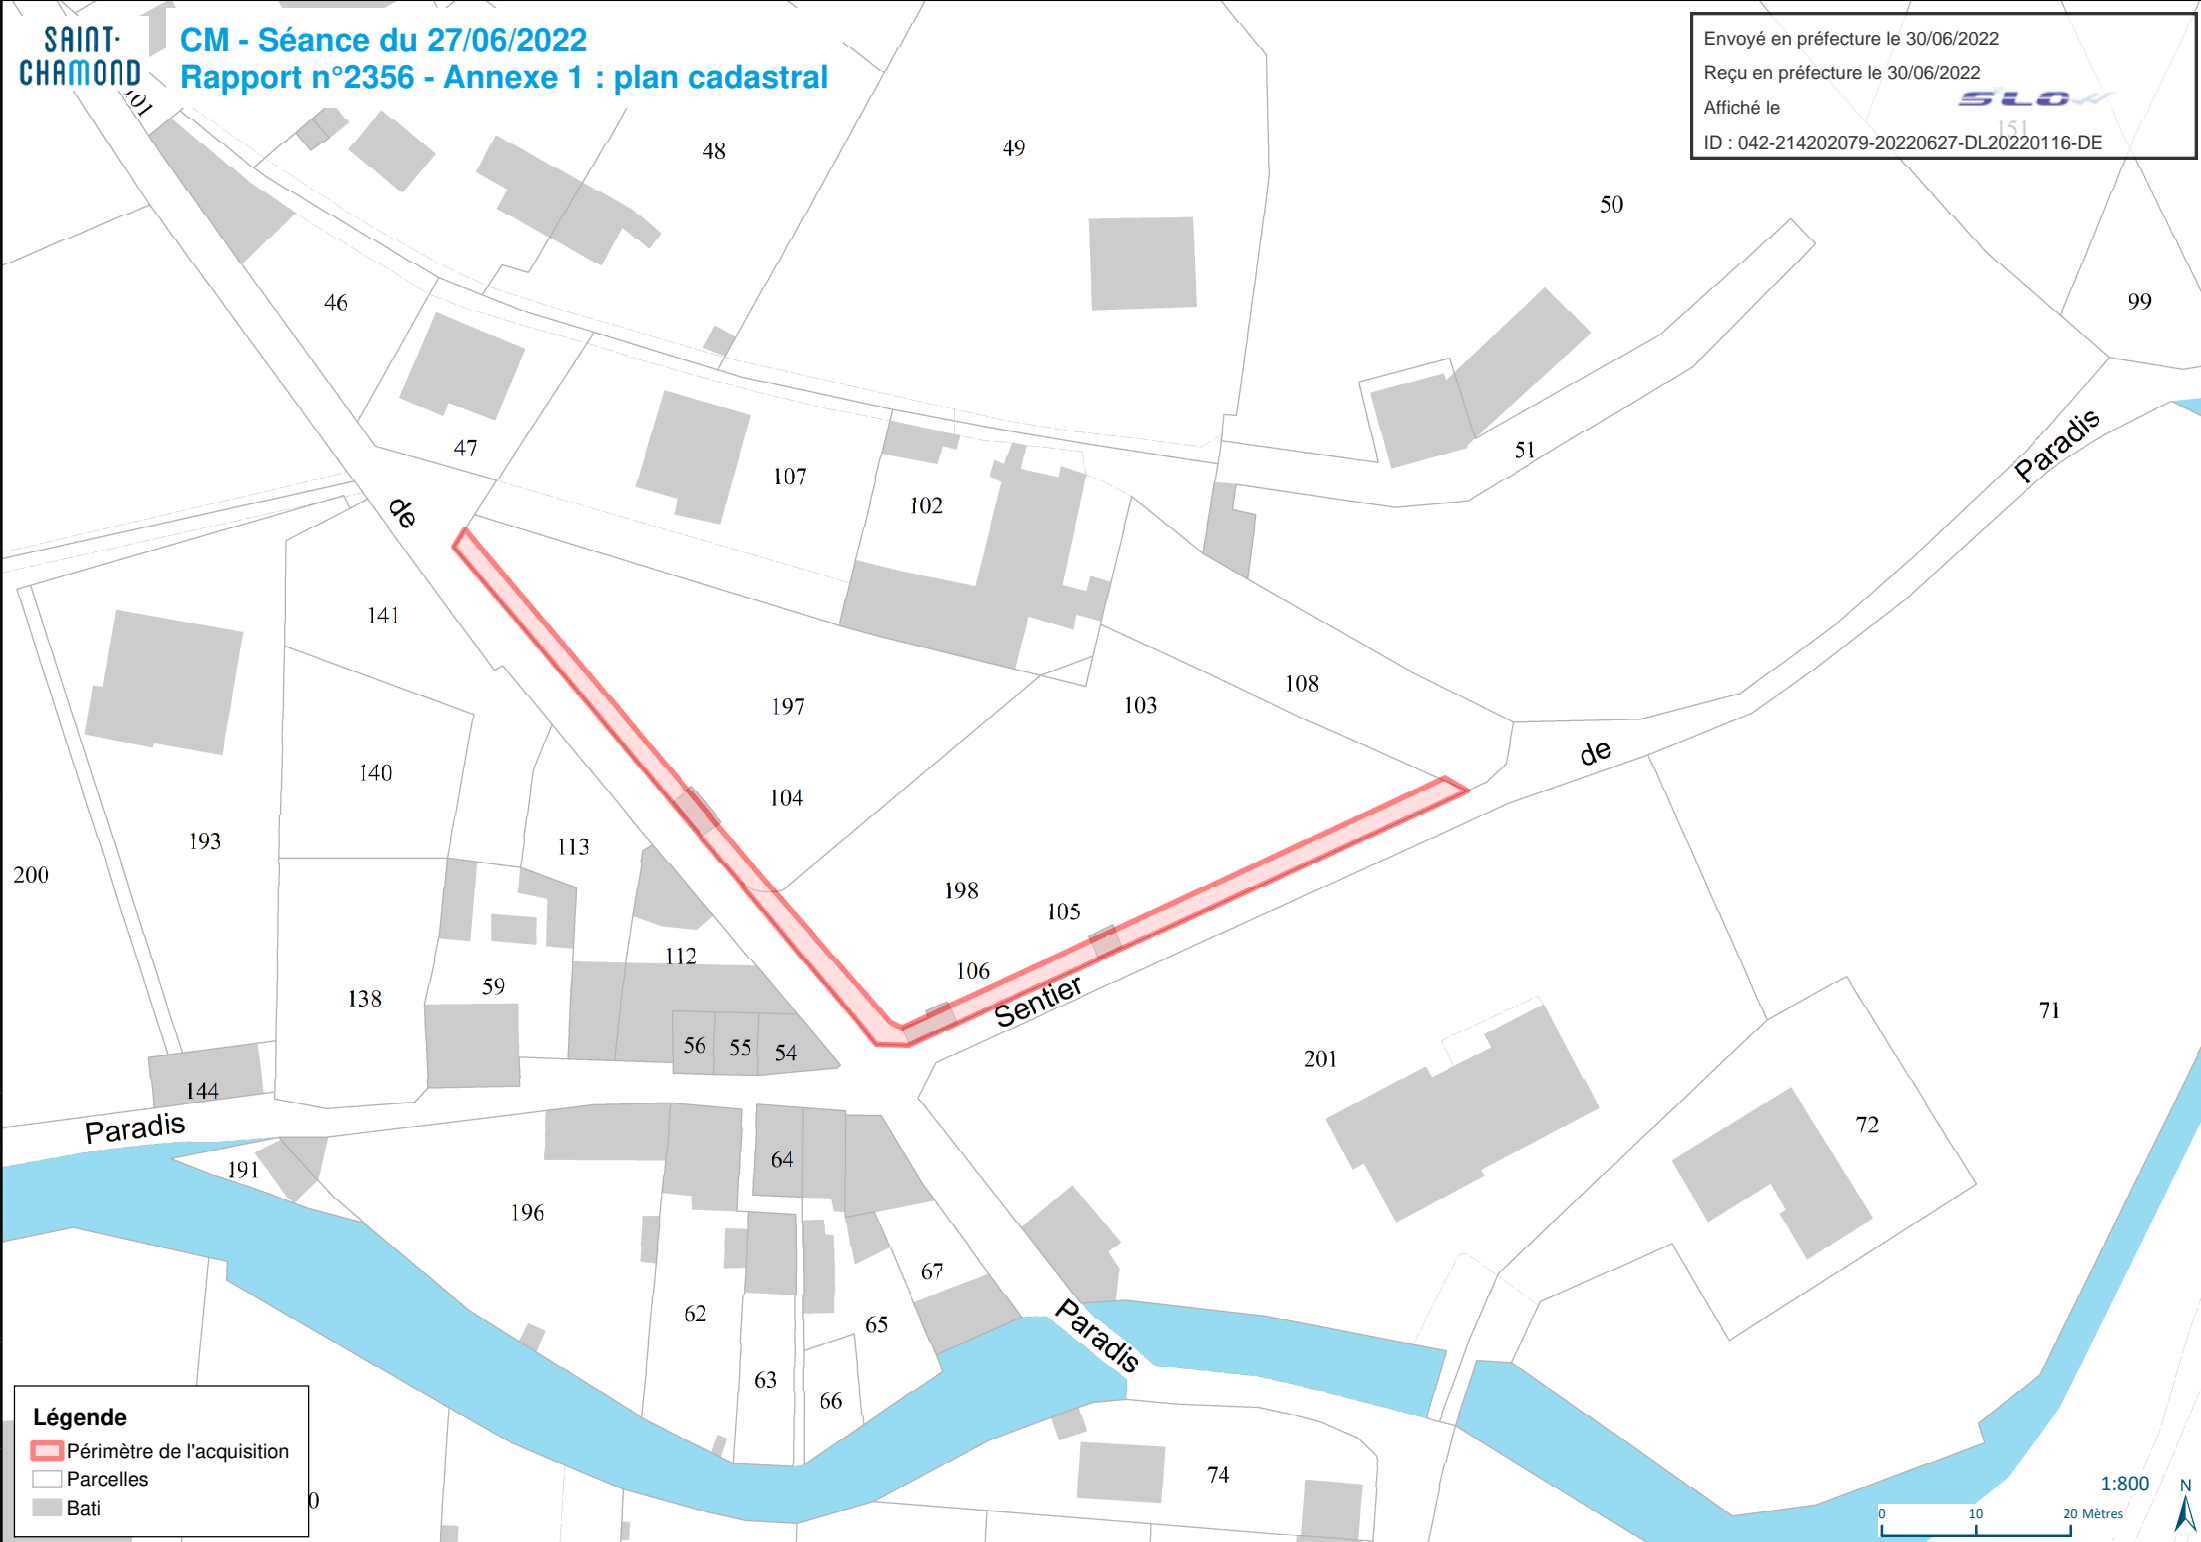 SAINT·
CHAMOND
CM - Séance du 27/06/2022
Rapport n°2356 - Annexe 1 : plan cadastral
Envoyé en préfecture le 30/06/2022
Reçu en préfecture le 30/06/2022
Affiché le
SLOW
151
ID : 042-214202079-20220627-DL20220116-DE
48
49
50
46
99
47
107
102
51
Paradis
de
141
197
103
108
de
140
104
193
113
200
198
105
112
106
59
138
Sentier
56
55
54
201
71
144
Paradis
72
64
191
196
67
62
65
Paradis
63
66
74
Légende
Périmètre de l'acquisition
Parcelles
Bati
1:800
N
0 10 20 Mètres